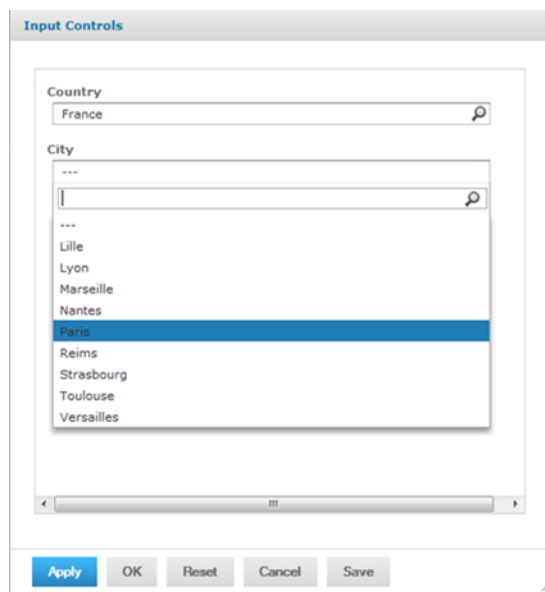 Input Controls
Country
France
City
---
---
Lille
Lyon
Marseille
Nantes
Paris
Reims
Strasbourg
Toulouse
Versailles
Apply OK Reset Cancel Save